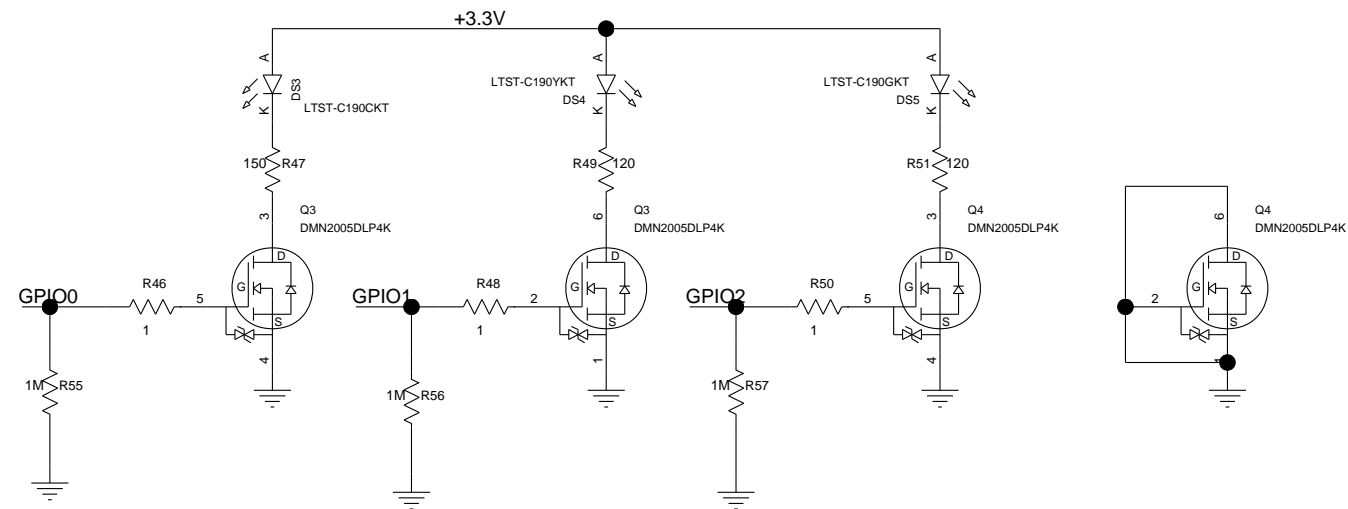 +3.3V
A
DS3
LTST-C190CKT
K
150
R47
3
Q3
DMN2005DLP4K
D
G
S
R46
1
5
4
GPIO0
1M
R55
A
LTST-C190YKT
DS4
K
R49
120
6
Q3
DMN2005DLP4K
D
G
S
R48
1
2
1
GPIO1
1M
R56
A
LTST-C190GKT
DS5
K
R51
120
3
Q4
DMN2005DLP4K
D
G
S
R50
1
5
4
GPIO2
1M
R57
6
Q4
DMN2005DLP4K
D
G
S
2